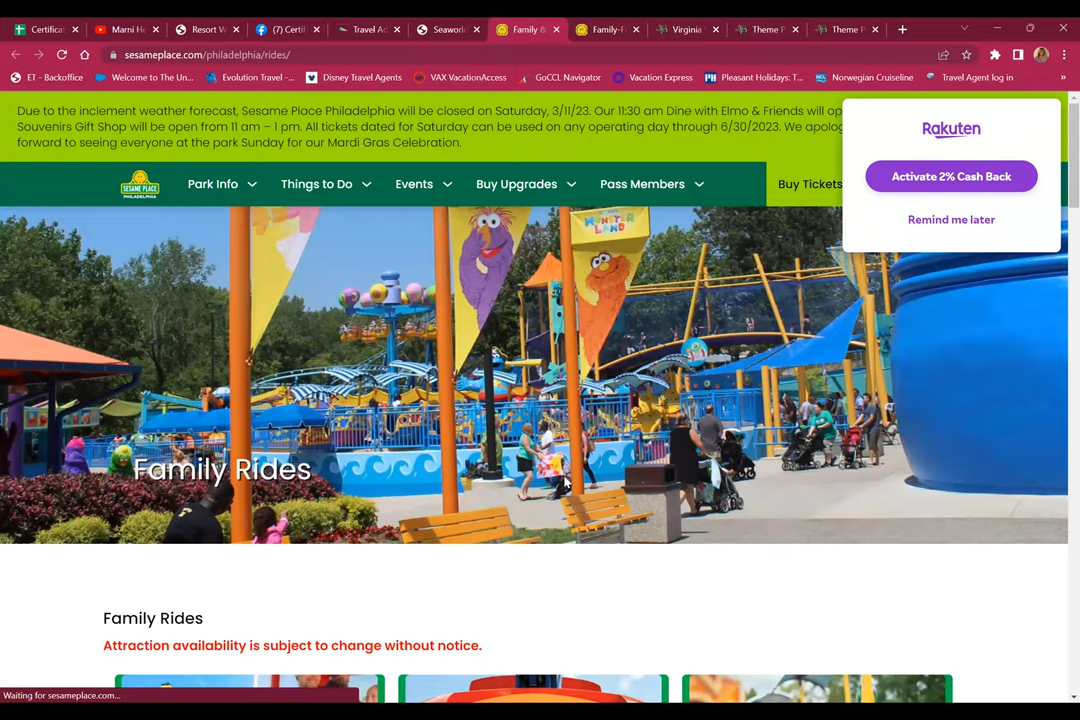 Certificat
Marni He
Resort W
(7) Certif
Travel Ad
Seaworld
Family &
Family-F
Virginia
Theme P
Theme P
sesameplace.com/philadelphia/rides/
ET - Backoffice
Welcome to The Un...
Evolution Travel -...
Disney Travel Agents
VAX VacationAccess
GoCCL Navigator
Vacation Express
Pleasant Holidays: T...
Norwegian Cruiseline
Travel Agent log in
Due to the inclement weather forecast, Sesame Place Philadelphia will be closed on Saturday, 3/11/23. Our 11:30 am Dine with Elmo & Friends will op
Souvenirs Gift Shop will be open from 11 am – 1 pm. All tickets dated for Saturday can be used on any operating day through 6/30/2023. We apolog
forward to seeing everyone at the park Sunday for our Mardi Gras Celebration.
Rakuten
Activate 2% Cash Back
Remind me later
SESAME PLACE
PHILADELPHIA
Park Info
Things to Do
Events
Buy Upgrades
Pass Members
Buy Tickets
MONSTER
LAND
Family Rides
Family Rides
Attraction availability is subject to change without notice.
Waiting for sesameplace.com...